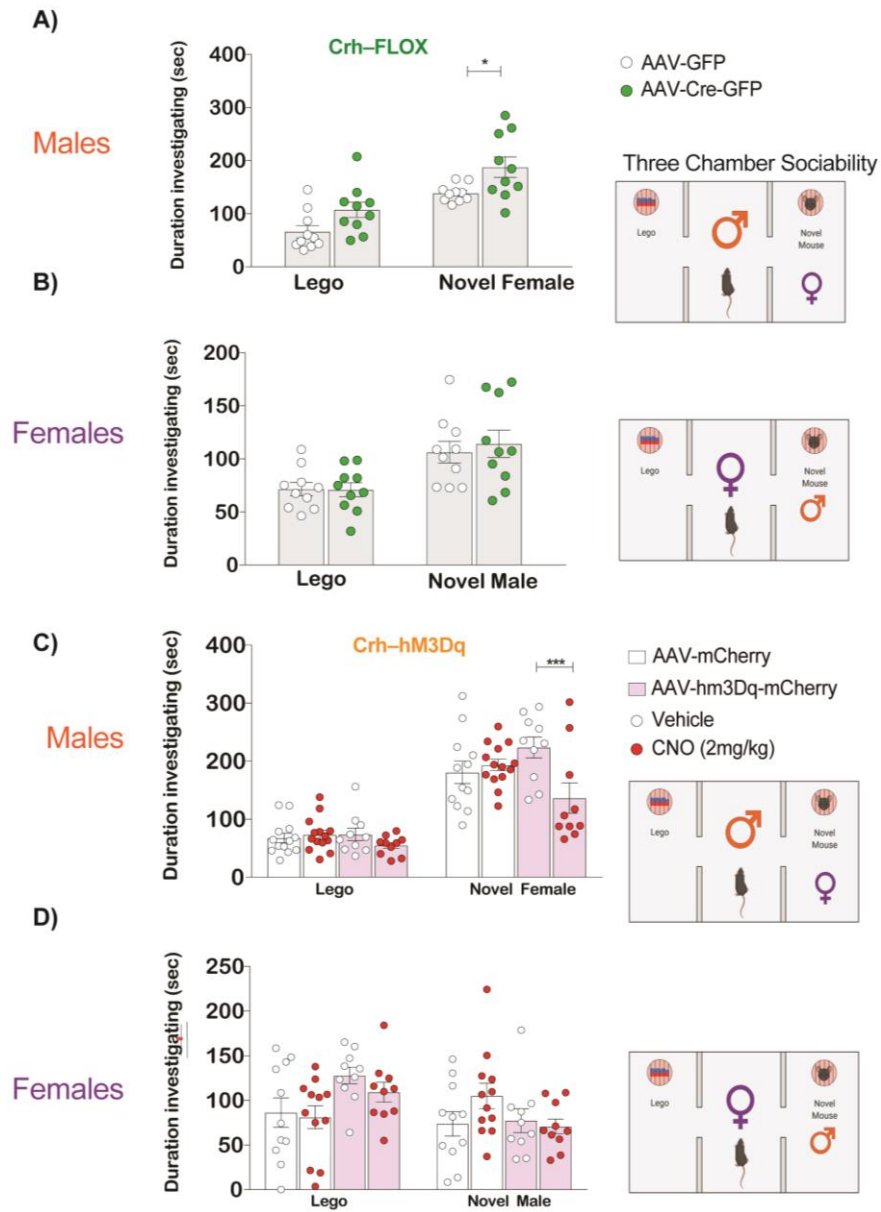 A)
Crh–FLOX
Males
Duration investigating (sec)
400
300
200
100
0
*
Lego
Novel Female
AAV-GFP
AAV-Cre-GFP
Three Chamber Sociability
Lego
Novel
Mouse
B)
Females
Duration investigating (sec)
200
150
100
50
0
Lego
Novel Male
Lego
Novel
Mouse
C)
Crh–hM3Dq
Males
Duration investigating (sec)
400
300
200
100
0
***
Lego
Novel Female
AAV-mCherry
AAV-hm3Dq-mCherry
Vehicle
CNO (2mg/kg)
Lego
Novel
Mouse
D)
Females
Duration investigating (sec)
250
200
150
100
50
0
Lego
Novel Male
Lego
Novel
Mouse